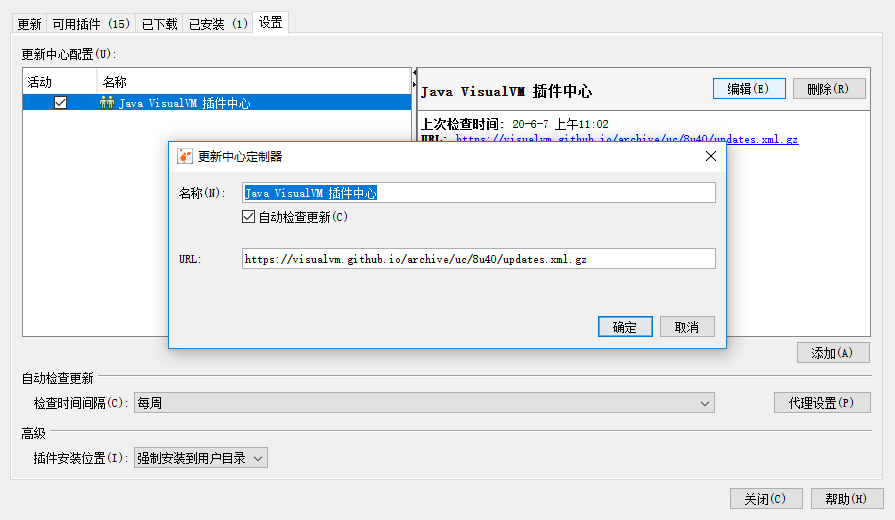 更新 可用插件 (15) 已下载 已安装 (1) 设置
更新中心配置(U):
活动 名称
Java VisualVM 插件中心
Java VisualVM 插件中心 编辑(E) 删除(R)
上次检查时间: 20-6-7 上午11:02
URL: https://visualvm.github.io/archive/uc/8u40/updates.xml.gz
更新中心定制器
名称(N): Java VisualVM 插件中心
自动检查更新(C)
URL: https://visualvm.github.io/archive/uc/8u40/updates.xml.gz
确定 取消
添加(A)
自动检查更新
检查时间间隔(C): 每周 代理设置(P)
高级
插件安装位置(I): 强制安装到用户目录
关闭(C) 帮助(H)